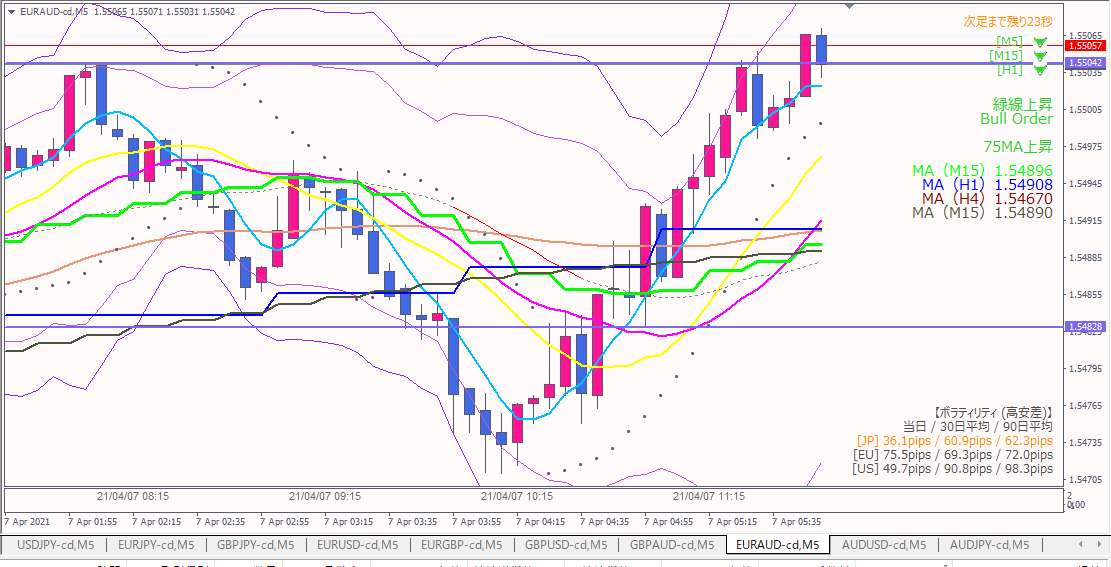 EURAUD-cd,M5 1.55065 1.55071 1.55031 1.55042
次足まで残り23秒
[M5]
[M15]
[H1]
緑線上昇
Bull Order
75MA上昇
MA（M15）1.54896
MA（H1）1.54908
MA（H4）1.54670
MA（M15）1.54890
1.55065
1.55057
1.55042
1.55035
1.55005
1.54975
1.54945
1.54915
1.54885
1.54855
1.54828
1.54795
1.54765
1.54735
1.54705
【ボラティリティ(高安差)】
当日 / 30日平均 / 90日平均
[JP] 36.1pips / 60.9pips / 62.3pips
[EU] 75.5pips / 69.3pips / 72.0pips
[US] 49.7pips / 90.8pips / 98.3pips
21/04/07 08:15 21/04/07 09:15 21/04/07 10:15 21/04/07 11:15
2
0.00
7 Apr 2021 7 Apr 01:55 7 Apr 02:15 7 Apr 02:35 7 Apr 02:55 7 Apr 03:15 7 Apr 03:35 7 Apr 03:55 7 Apr 04:15 7 Apr 04:35 7 Apr 04:55 7 Apr 05:15 7 Apr 05:35
USDJPY-cd,M5 EURJPY-cd,M5 GBPJPY-cd,M5 EURUSD-cd,M5 EURGBP-cd,M5 GBPUSD-cd,M5 GBPAUD-cd,M5 EURAUD-cd,M5 AUDUSD-cd,M5 AUDJPY-cd,M5